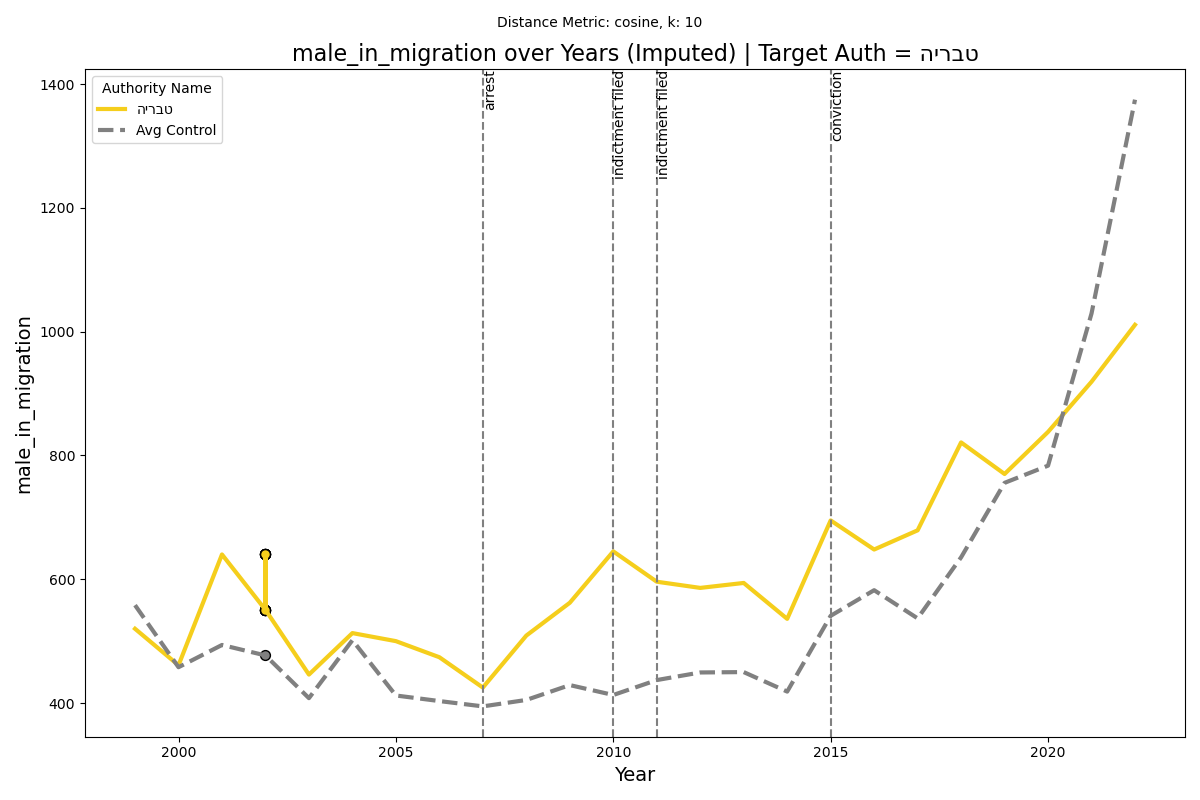 Distance Metric: cosine, k: 10
male_in_migration over Years (Imputed) | Target Auth = טבריה
Authority Name
טבריה
Avg Control
arrest
indictment filed
indictment filed
conviction
1400
1200
1000
800
600
400
male_in_migration
2000
2005
2010
2015
2020
Year